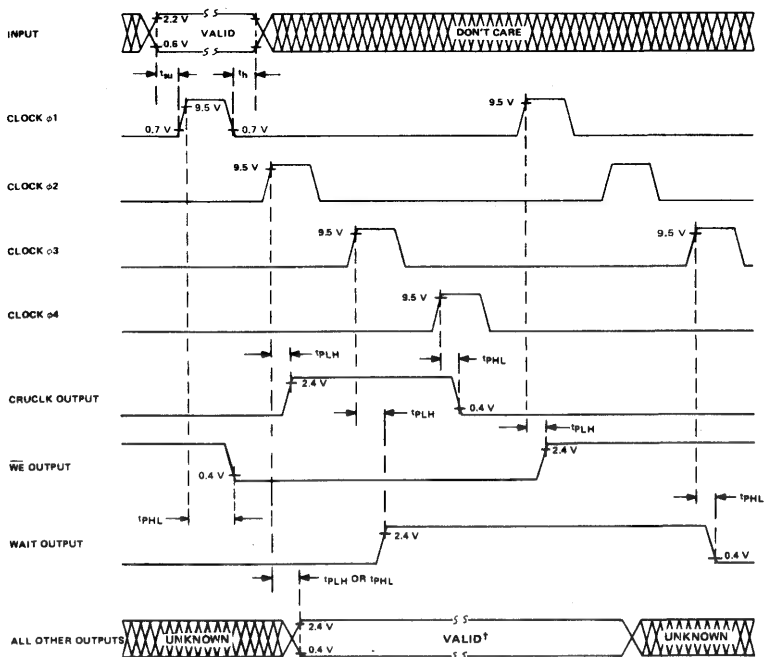 INPUT
2.2 V
0.6 V
VALID
DON'T CARE
tsu
th
CLOCK φ1
0.7 V
9.5 V
0.7 V
9.5 V
CLOCK φ2
9.5 V
CLOCK φ3
9.5 V
9.5 V
CLOCK φ4
9.5 V
tPLH
tPHL
CRUCLK OUTPUT
2.4 V
0.4 V
tPLH
tPLH
WE OUTPUT
0.4 V
2.4 V
tPHL
tPHL
WAIT OUTPUT
2.4 V
0.4 V
tPLH OR tPHL
ALL OTHER OUTPUTS
UNKNOWN
2.4 V
0.4 V
VALID†
UNKNOWN